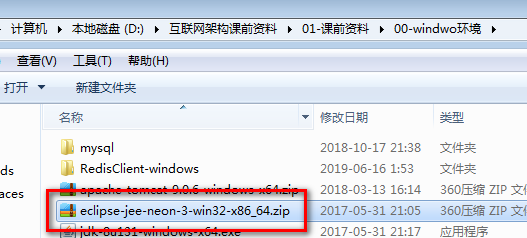 计算机 ▸ 本地磁盘 (D:) ▸ 互联网架构课前资料 ▸ 01-课前资料 ▸ 00-windwo环境 ▸
查看(V) 工具(T) 帮助(H)
打开 新建文件夹
名称 修改日期 类型
mysql 2018-10-17 21:38 文件夹
RedisClient-windows 2019-06-16 1:53 文件夹
apache-tomcat-9.0.6-windows-x64.zip 2018-03-13 16:14 360压缩 ZIP 文
eclipse-jee-neon-3-win32-x86_64.zip 2017-05-31 21:05 360压缩 ZIP 文
jdk-8u131-windows-x64.exe 2017-05-31 21:22 应用程序